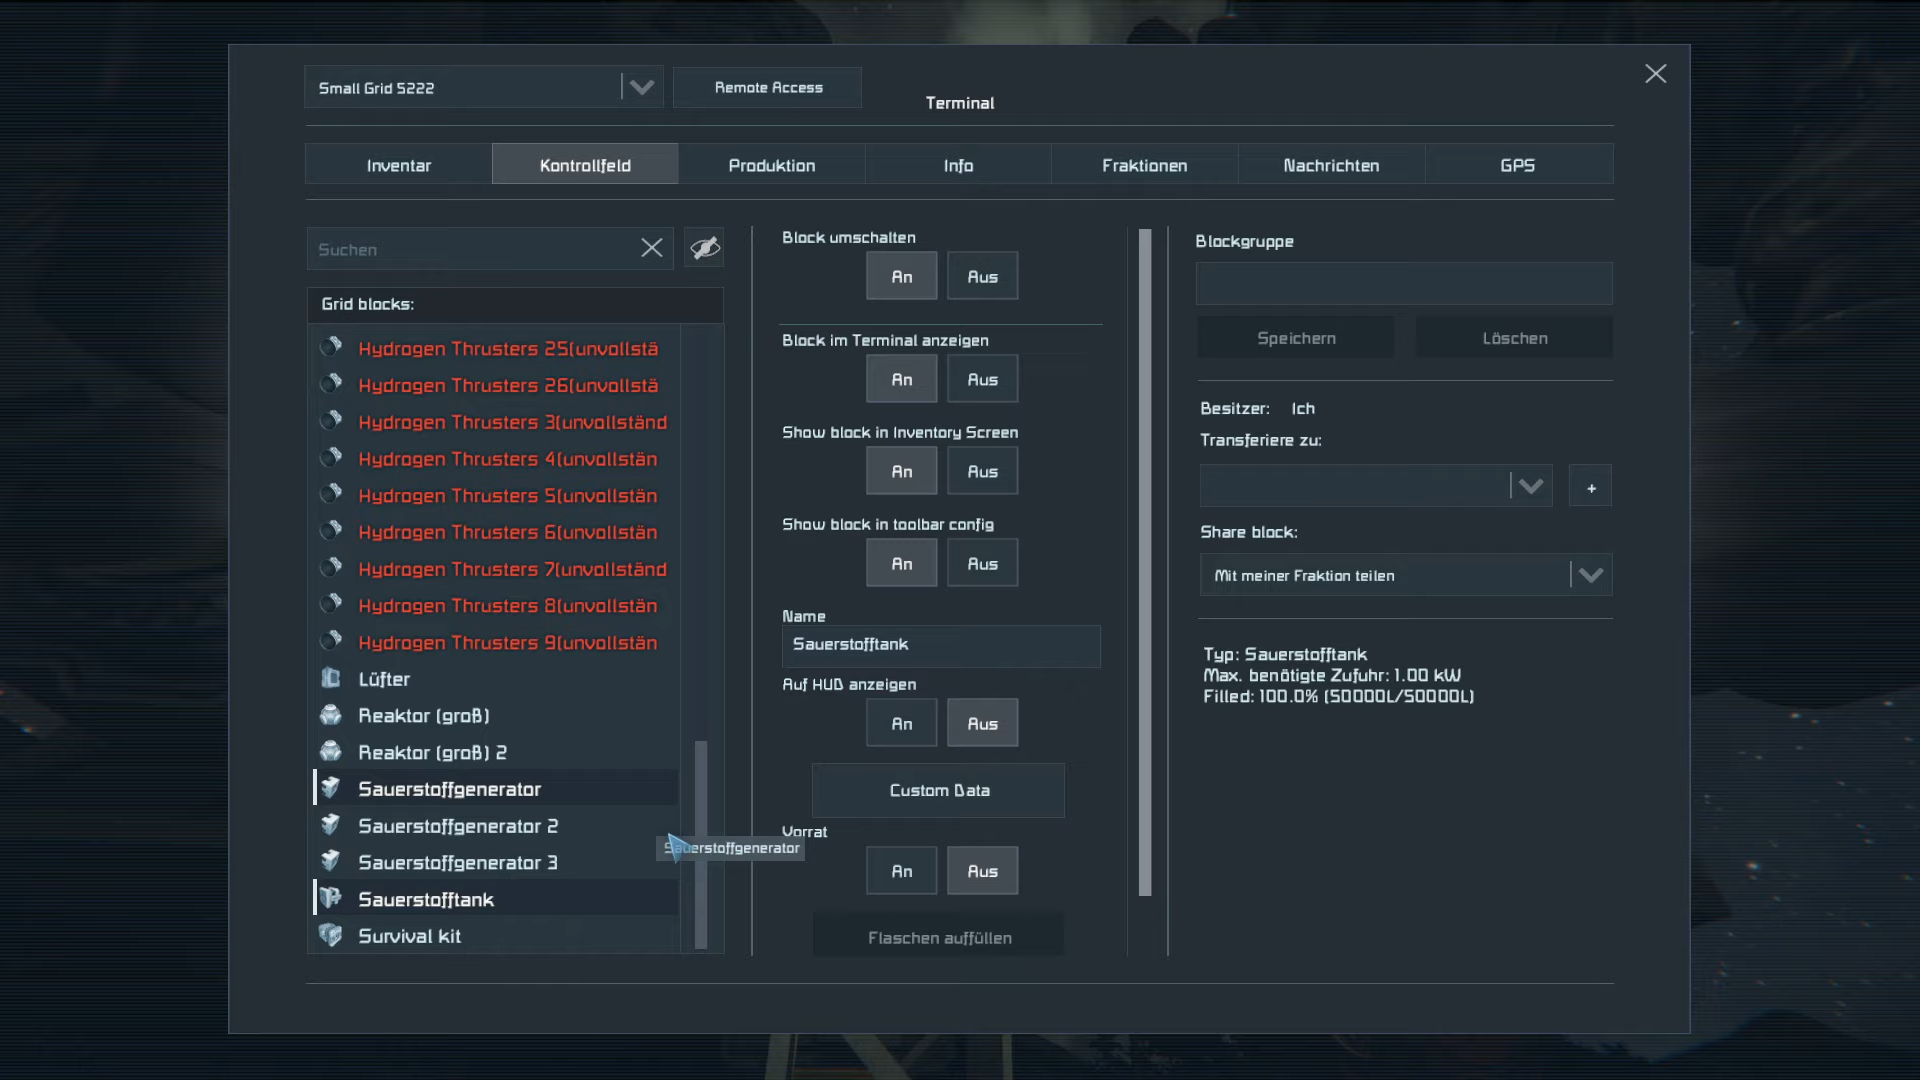 Small Grid 5222
Remote Access
Terminal
Inventar
Kontrollfeld
Produktion
Info
Fraktionen
Nachrichten
GPS
Suchen
Grid blocks:
Hydrogen Thrusters 25(unvollstä
Hydrogen Thrusters 26(unvollstä
Hydrogen Thrusters 3(unvollständ
Hydrogen Thrusters 4(unvollstän
Hydrogen Thrusters 5(unvollstän
Hydrogen Thrusters 6(unvollstän
Hydrogen Thrusters 7(unvollständ
Hydrogen Thrusters 8(unvollstän
Hydrogen Thrusters 9(unvollstän
Lüfter
Reaktor (groß)
Reaktor (groß) 2
Sauerstoffgenerator
Sauerstoffgenerator 2
Sauerstoffgenerator 3
Sauerstofftank
Survival kit
Sauerstoffgenerator
Block umschalten
An Aus
Block im Terminal anzeigen
An Aus
Show block in Inventory Screen
An Aus
Show block in toolbar config
An Aus
Name
Sauerstofftank
Auf HUD anzeigen
An Aus
Custom Data
Vorrat
An Aus
Flaschen auffüllen
Blockgruppe
Speichern
Löschen
Besitzer: Ich
Transferiere zu:
+
Share block:
Mit meiner Fraktion teilen
Typ: Sauerstofftank
Max. benötigte Zufuhr: 1.00 kW
Filled: 100.0% (50000L/50000L)